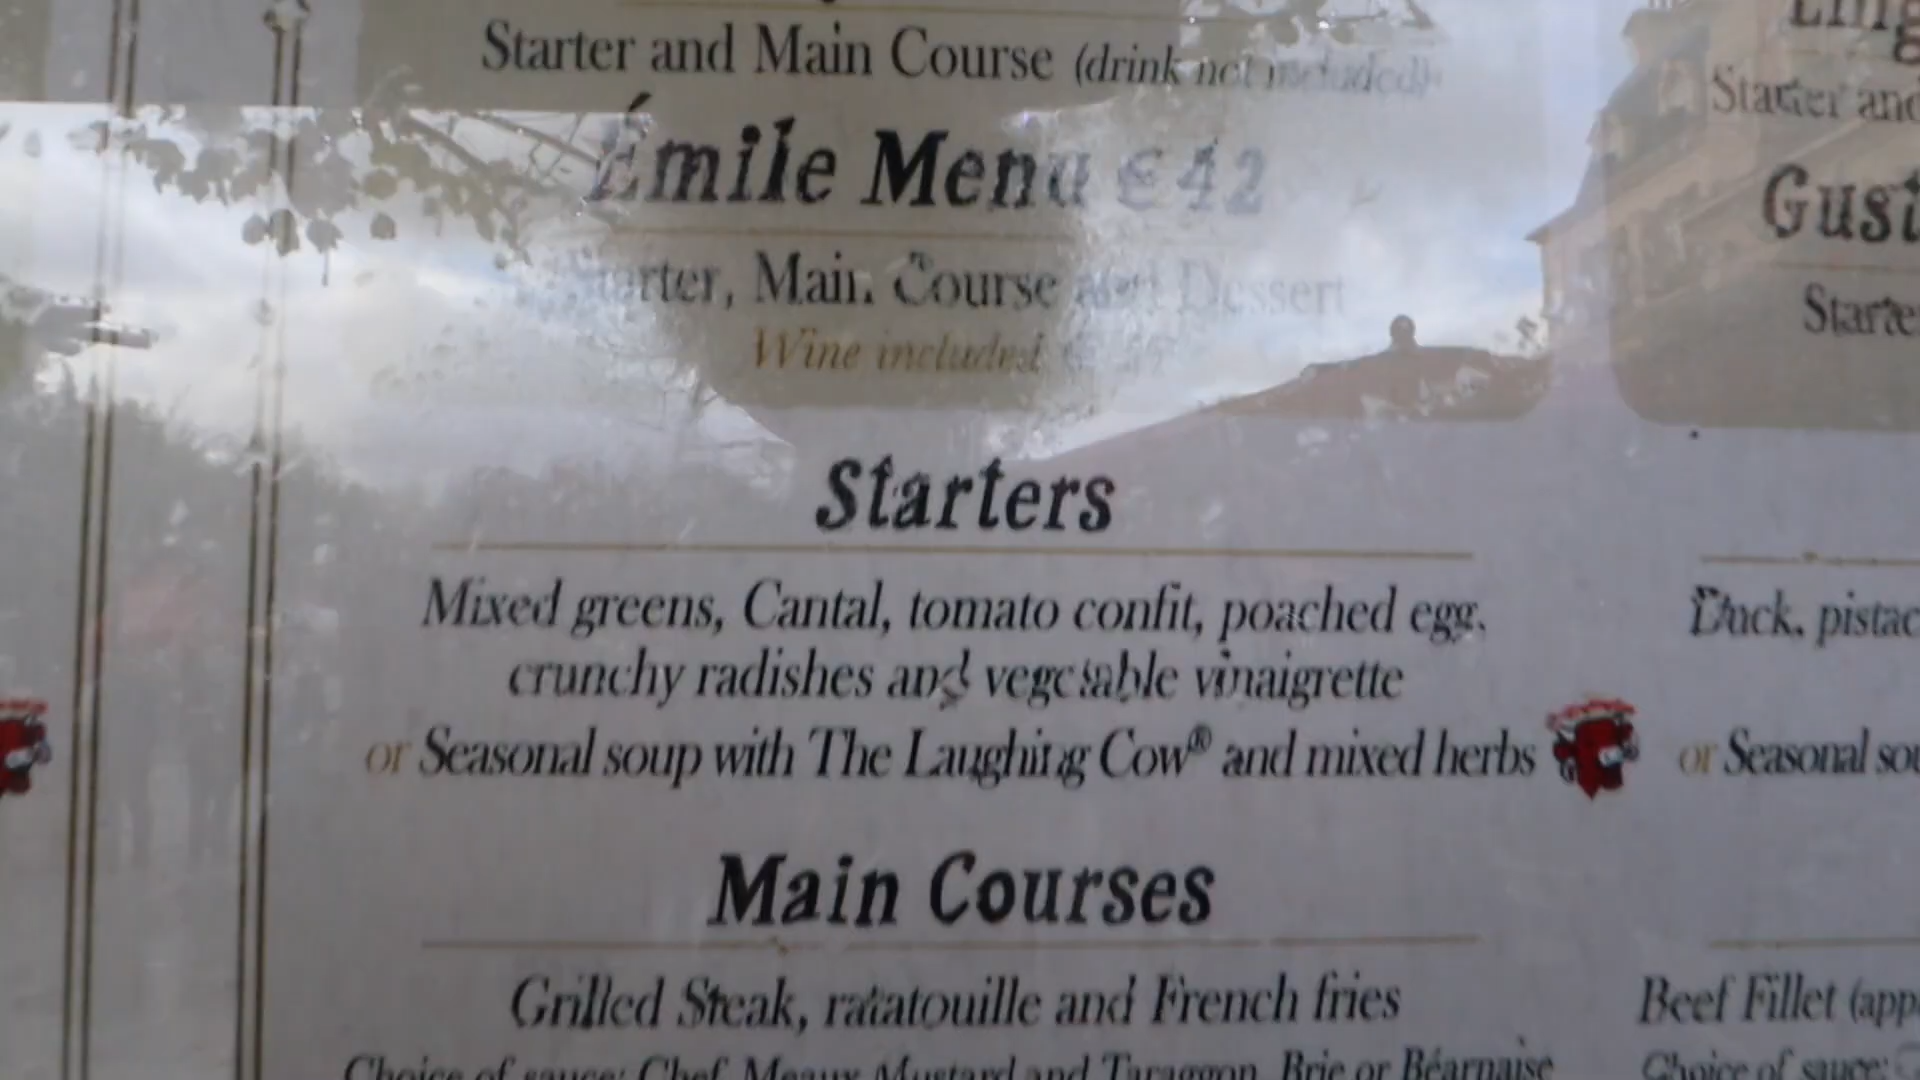 Starter and Main Course (drink not included)
Émile Menu € 42
Starter, Main Course and Dessert
Wine included
Starters
Mixed greens, Cantal, tomato confit, poached egg,
crunchy radishes and vegetable vinaigrette
or Seasonal soup with The Laughing Cow® and mixed herbs
Main Courses
Grilled Steak, ratatouille and French fries
Choice of sauce: Chef, Meaux Mustard and Tarragon, Brie or Béarnaise
Starter and
Gust
Starte
Duck, pistac
or Seasonal sou
Beef Fillet (app
Choice of sauce: